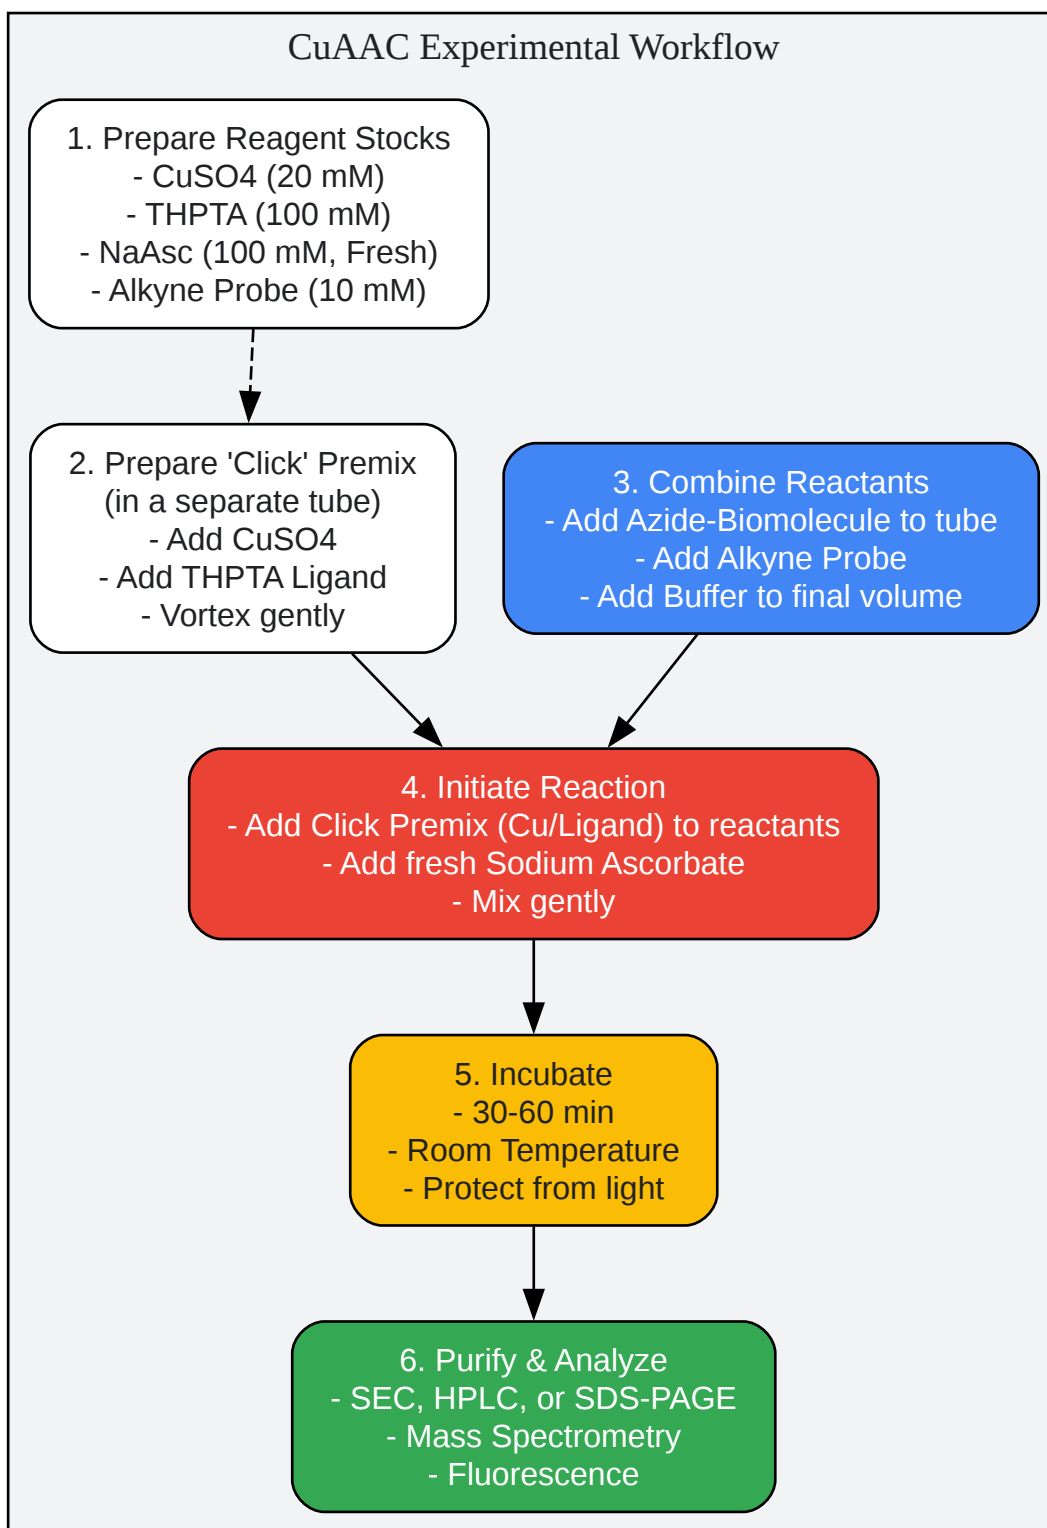 CuAAC Experimental Workflow
1. Prepare Reagent Stocks
- CuSO4 (20 mM)
- THPTA (100 mM)
- NaAsc (100 mM, Fresh)
- Alkyne Probe (10 mM)
2. Prepare 'Click' Premix
(in a separate tube)
- Add CuSO4
- Add THPTA Ligand
- Vortex gently
3. Combine Reactants
- Add Azide-Biomolecule to tube
- Add Alkyne Probe
- Add Buffer to final volume
4. Initiate Reaction
- Add Click Premix (Cu/Ligand) to reactants
- Add fresh Sodium Ascorbate
- Mix gently
5. Incubate
- 30-60 min
- Room Temperature
- Protect from light
6. Purify & Analyze
- SEC, HPLC, or SDS-PAGE
- Mass Spectrometry
- Fluorescence